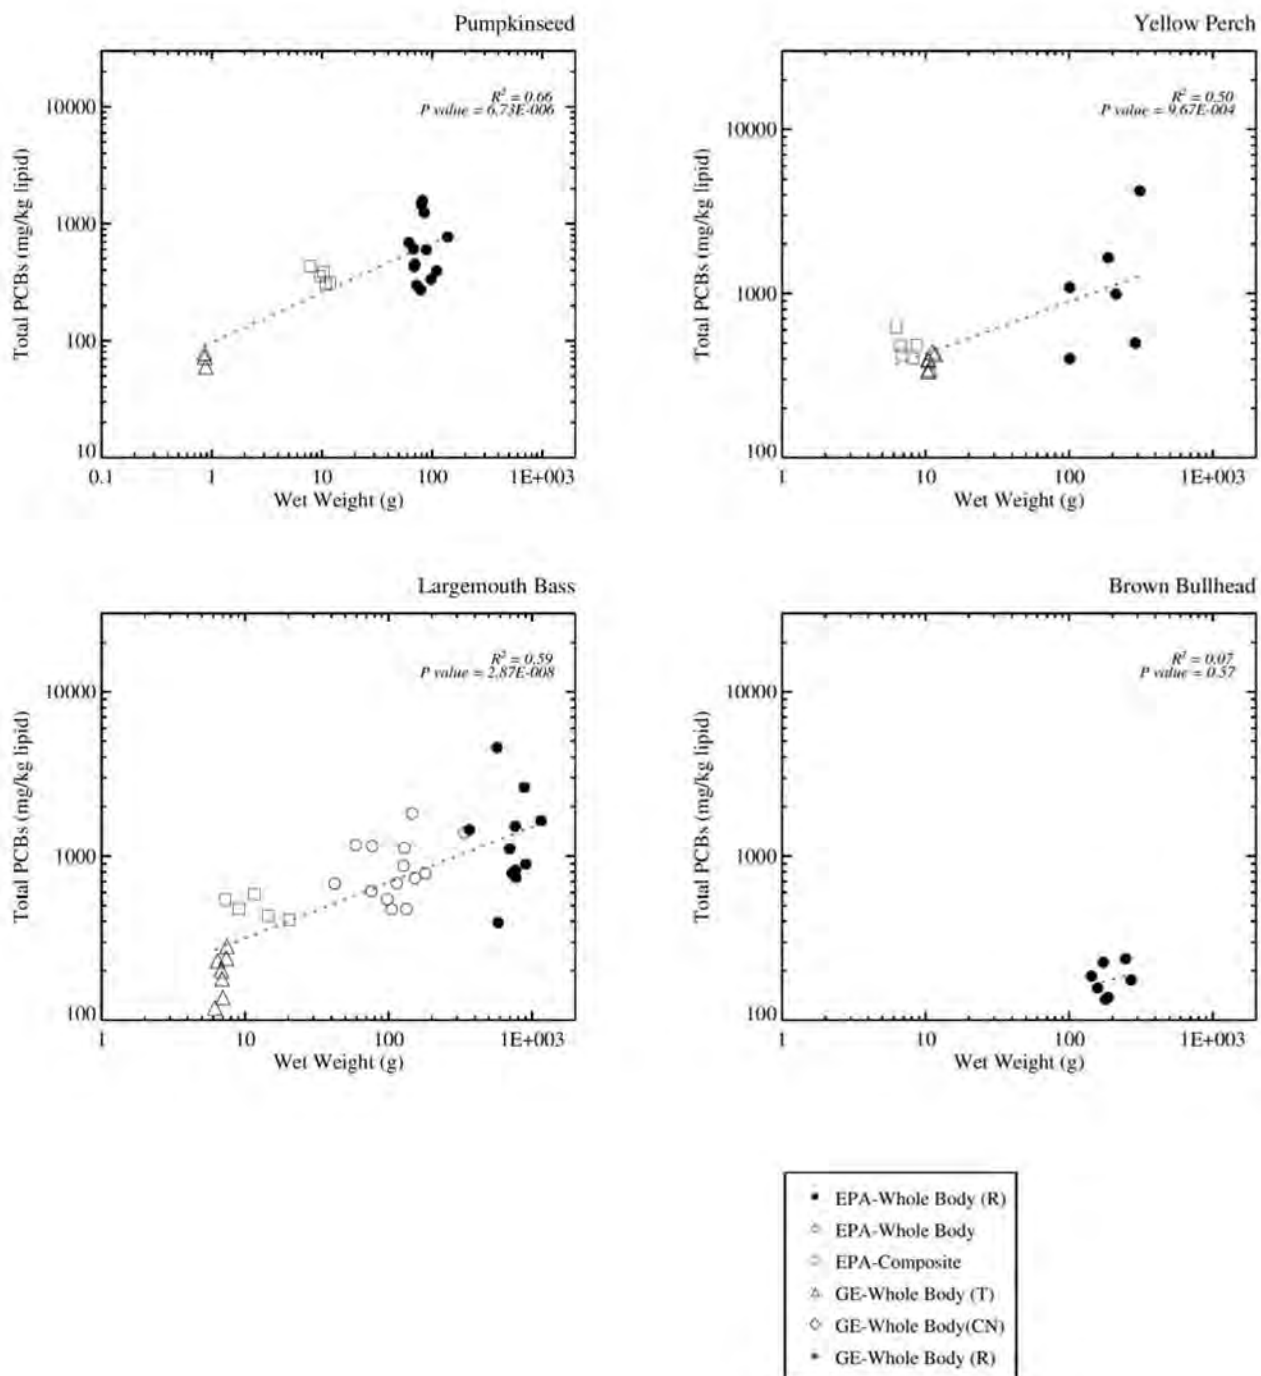 Pumpkinseed
R² = 0.66
P value = 6.73E-006
10000
1000
100
10
0.1 1 10 100 1E+003
Total PCBs (mg/kg lipid)
Wet Weight (g)
Yellow Perch
R² = 0.50
P value = 9.67E-004
10000
1000
100
1 10 100 1E+003
Total PCBs (mg/kg lipid)
Wet Weight (g)
Largemouth Bass
R² = 0.59
P value = 2.87E-008
10000
1000
100
1 10 100 1E+003
Total PCBs (mg/kg lipid)
Wet Weight (g)
Brown Bullhead
R² = 0.07
P value = 0.57
10000
1000
100
1 10 100 1E+003
Total PCBs (mg/kg lipid)
Wet Weight (g)
EPA-Whole Body (R)
EPA-Whole Body
EPA-Composite
GE-Whole Body (T)
GE-Whole Body(CN)
GE-Whole Body (R)